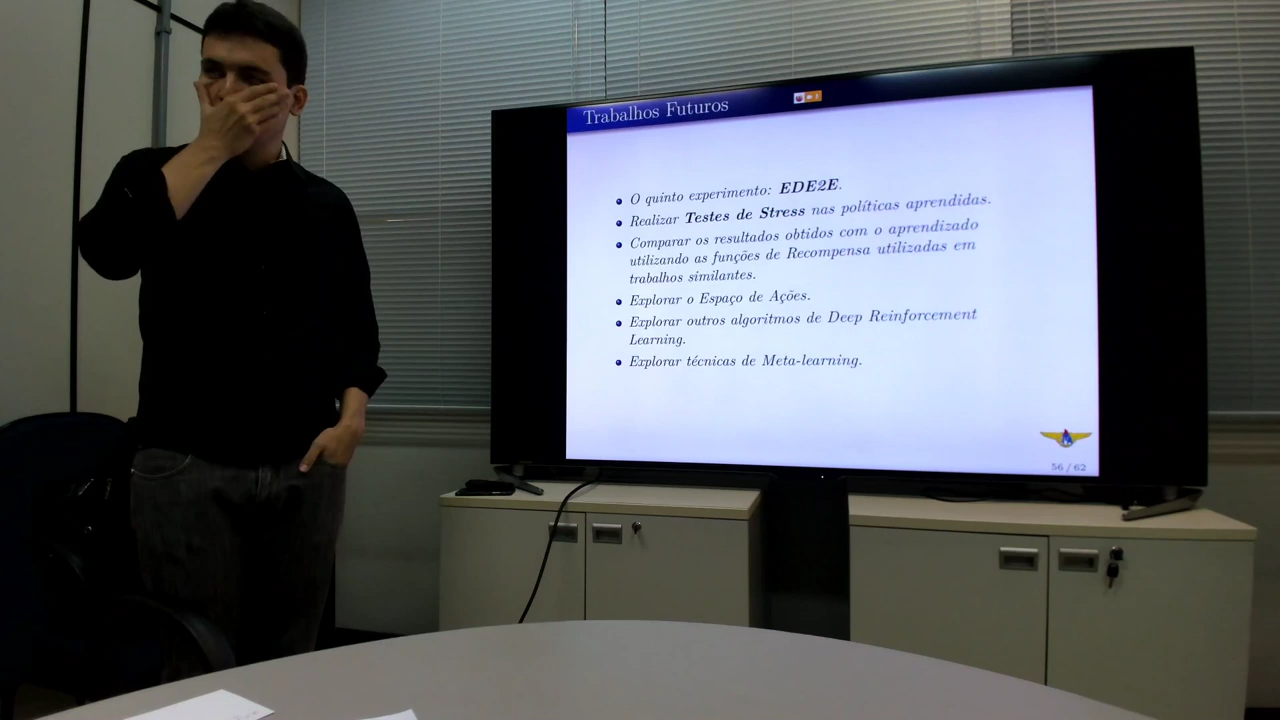 Trabalhos Futuros
O quinto experimento: EDE2E.
Realizar Testes de Stress nas políticas aprendidas.
Comparar os resultados obtidos com o aprendizado
utilizando as funções de Recompensa utilizadas em
trabalhos similantes.
Explorar o Espaço de Ações.
Explorar outros algoritmos de Deep Reinforcement
Learning.
Explorar técnicas de Meta-learning.
56 / 62